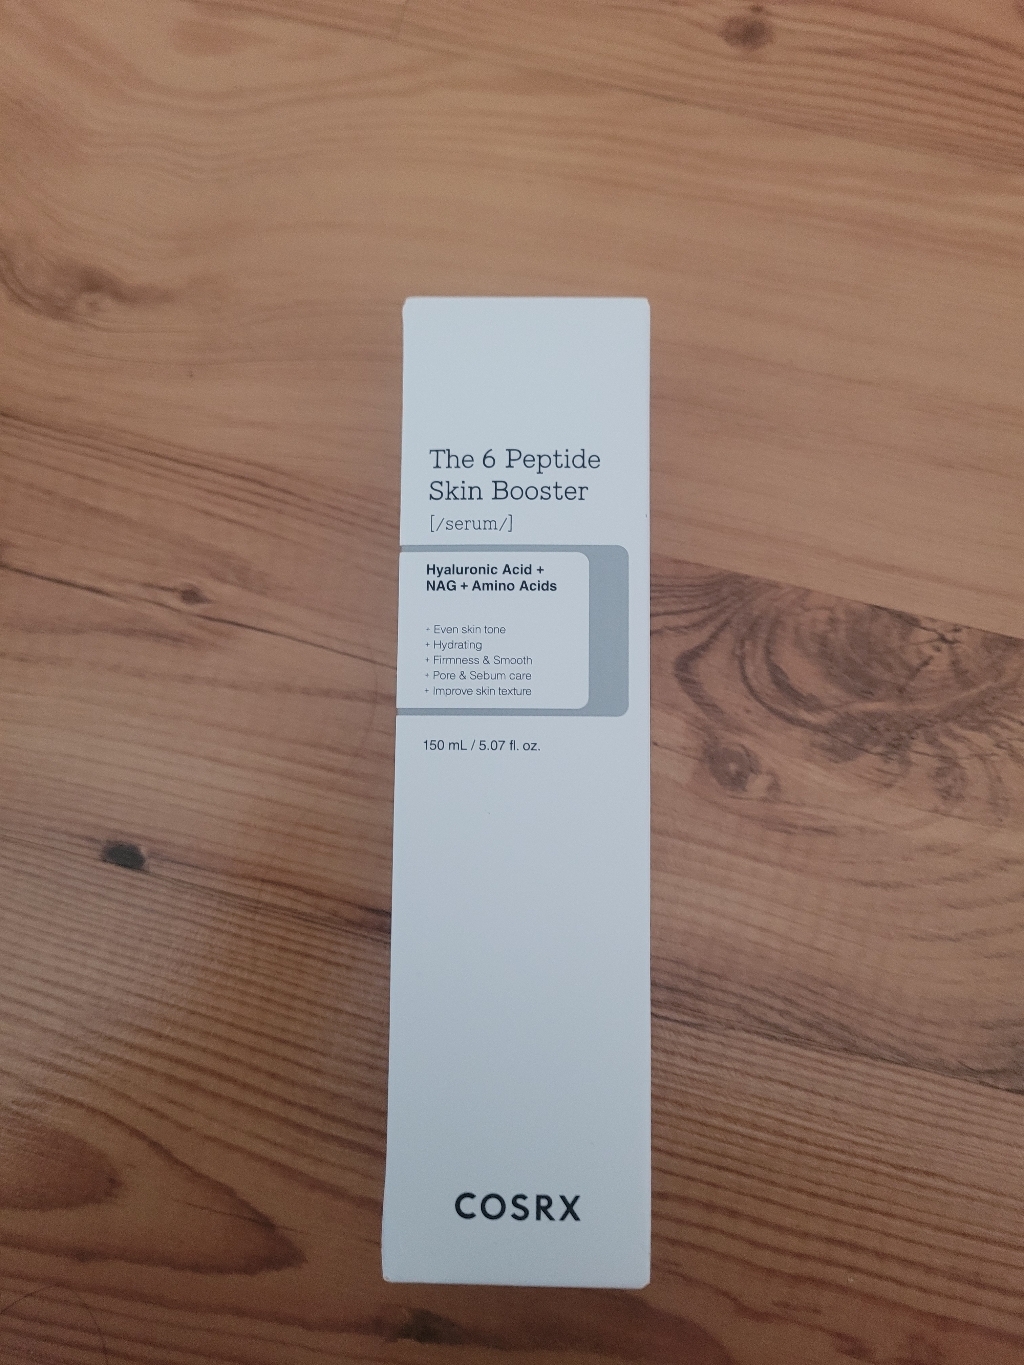 The 6 Peptide
Skin Booster
[/serum/]
Hyaluronic Acid +
NAG + Amino Acids
+ Even skin tone
+ Hydrating
+ Firmness & Smooth
+ Pore & Sebum care
+ Improve skin texture
150 mL / 5.07 fl. oz.
COSRX